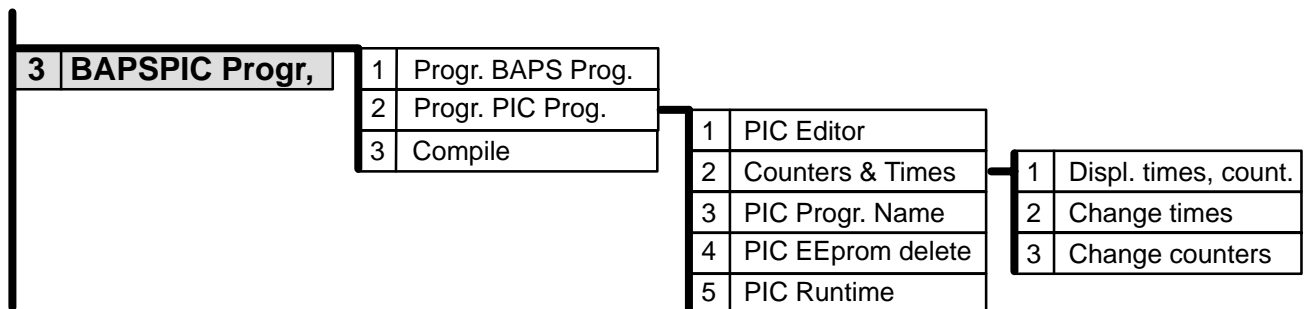 3 BAPSPIC Progr,
1 Progr. BAPS Prog.
2 Progr. PIC Prog.
3 Compile
1 PIC Editor
2 Counters & Times
3 PIC Progr. Name
4 PIC EEprom delete
5 PIC Runtime
1 Displ. times, count.
2 Change times
3 Change counters